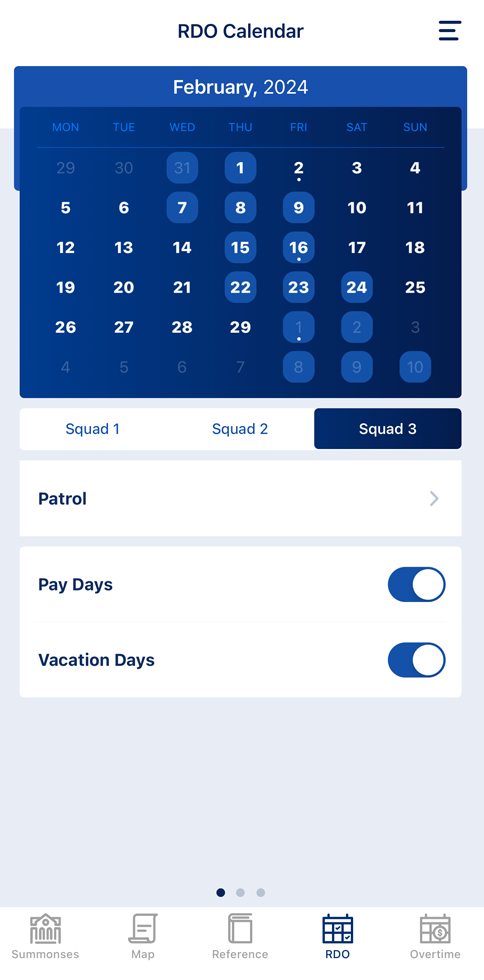 RDO Calendar
February, 2024
MON TUE WED THU FRI SAT SUN
29 30 31 1 2 3 4
5 6 7 8 9 10 11
12 13 14 15 16 17 18
19 20 21 22 23 24 25
26 27 28 29 1 2 3
4 5 6 7 8 9 10
Squad 1 Squad 2 Squad 3
Patrol
Pay Days
Vacation Days
Summonses Map Reference RDO Overtime